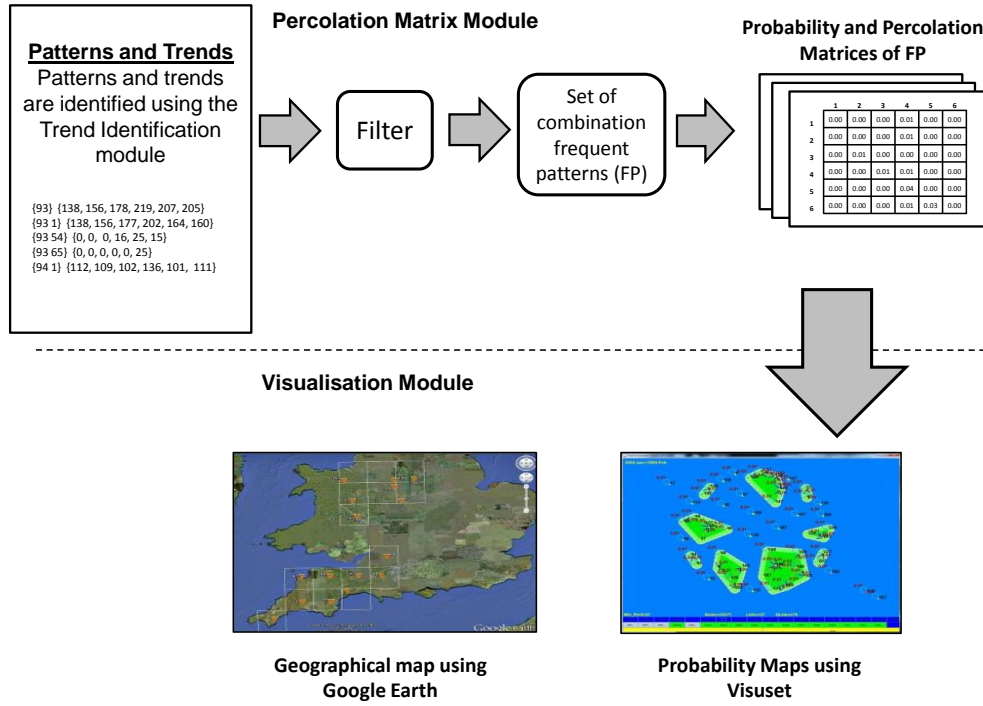 Percolation Matrix Module
Patterns and Trends
Patterns and trends
are identified using the
Trend Identification
module
{93} {138, 156, 178, 219, 207, 205}
{93 1} {138, 156, 177, 202, 164, 160}
{93 54} {0, 0, 0, 16, 25, 15}
{93 65} {0, 0, 0, 0, 0, 25}
{94 1} {112, 109, 102, 136, 101, 111}
Filter
Set of
combination
frequent
patterns (FP)
Probability and Percolation
Matrices of FP
1 2 3 4 5 6
1 0.00 0.00 0.00 0.01 0.00 0.00
2 0.00 0.00 0.00 0.01 0.00 0.00
3 0.00 0.01 0.00 0.00 0.00 0.00
4 0.00 0.00 0.01 0.01 0.00 0.00
5 0.00 0.00 0.00 0.04 0.00 0.00
6 0.00 0.00 0.00 0.01 0.03 0.00
Visualisation Module
Google earth
Geographical map using
Google Earth
Probability Maps using
Visuset